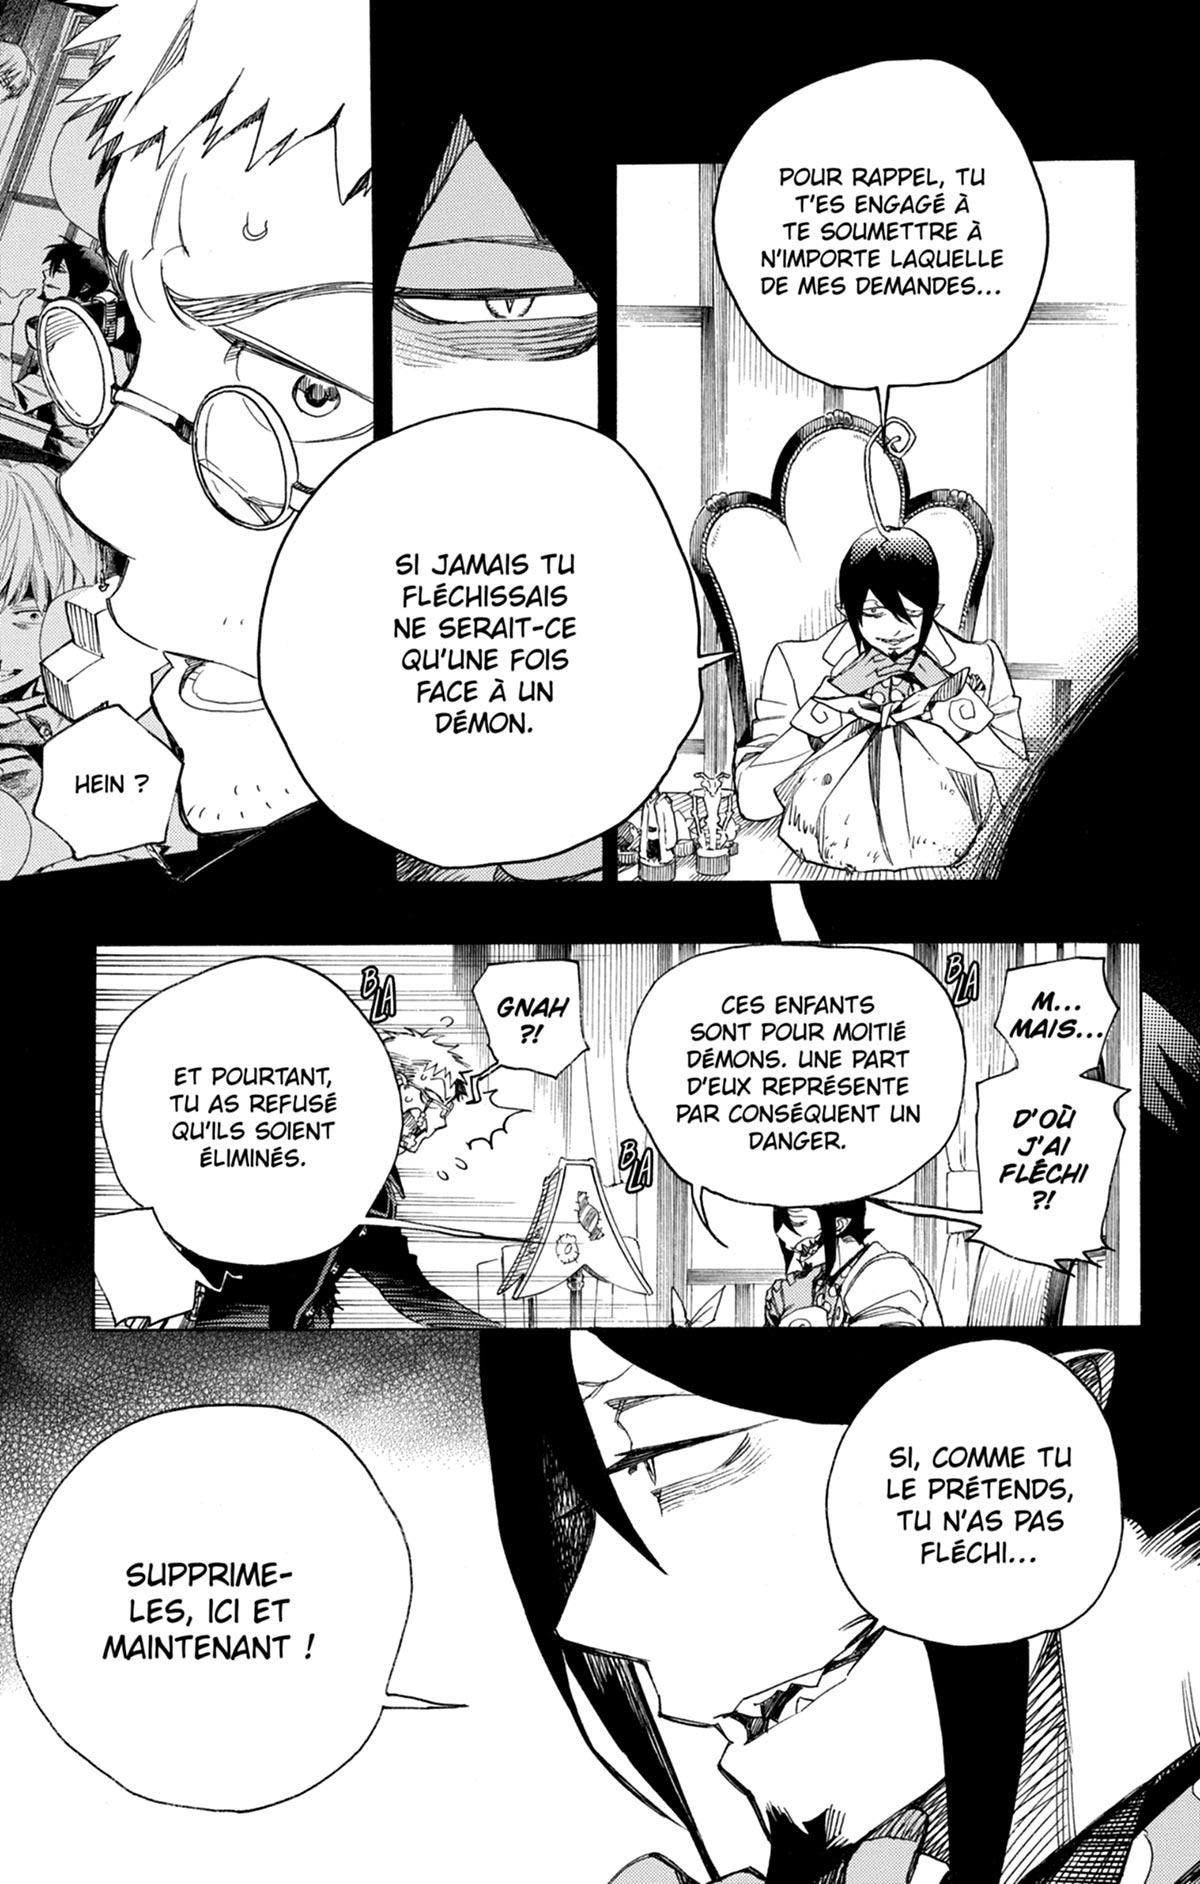 POUR RAPPEL, TU
T'ES ENGAGÉ À
TE SOUMETTRE À
N'IMPORTE LAQUELLE
DE MES DEMANDES...
SI JAMAIS TU
FLÉCHISSAIS
NE SERAIT-CE
QU'UNE FOIS
FACE À UN
DÉMON.
HEIN ?
M...
MAIS...
D'OÙ
J'AI
FLÉCHI
?!
BLA
CES ENFANTS
SONT POUR MOITIÉ
DÉMONS. UNE PART
D'EUX REPRÉSENTE
PAR CONSÉQUENT UN
DANGER.
BLA
GNAH
?!
BLA
ET POURTANT,
TU AS REFUSÉ
QU'ILS SOIENT
ÉLIMINÉS.
SI, COMME TU
LE PRÉTENDS,
TU N'AS PAS
FLÉCHI...
SUPPRIME-
LES, ICI ET
MAINTENANT !